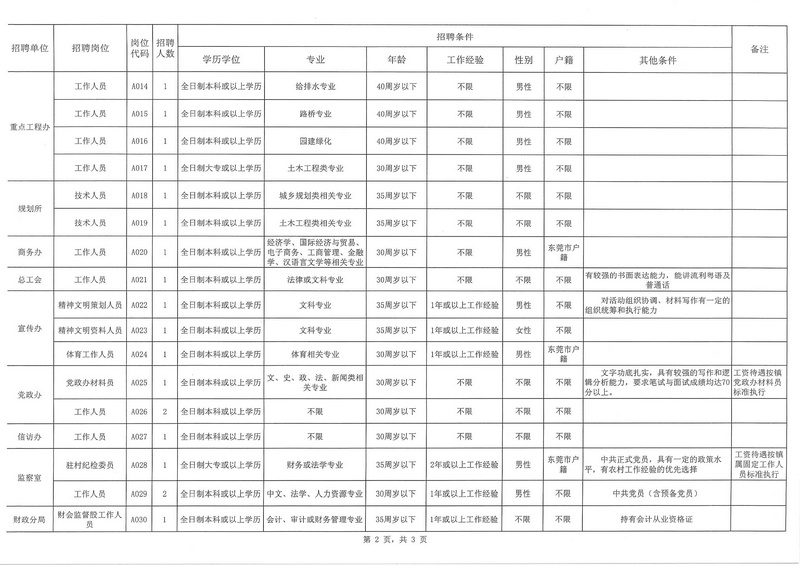 招聘单位 招聘岗位 岗位代码 招聘人数 招聘条件 备注
学历学位 专业 年龄 工作经验 性别 户籍 其他条件
重点工程办 工作人员 A014 1 全日制本科或以上学历 给排水专业 40周岁以下 不限 男性 不限
工作人员 A015 1 全日制本科或以上学历 路桥专业 40周岁以下 不限 男性 不限
工作人员 A016 1 全日制本科或以上学历 园建绿化 40周岁以下 不限 男性 不限
工作人员 A017 1 全日制大专或以上学历 土木工程类专业 30周岁以下 不限 男性 不限
规划所 技术人员 A018 1 全日制本科或以上学历 城乡规划类相关专业 35周岁以下 不限 不限 不限
技术人员 A019 1 全日制本科或以上学历 土木工程类相关专业 35周岁以下 不限 不限 不限
商务办 工作人员 A020 1 全日制本科或以上学历 经济学、国际经济与贸易、电子商务、工商管理、金融学、汉语言文学等相关专业 30周岁以下 不限 男性 东莞市户籍
总工会 工作人员 A021 1 全日制本科或以上学历 法律或文科专业 30周岁以下 不限 不限 不限 有较强的书面表达能力，能讲流利粤语及普通话
宣传办 精神文明策划人员 A022 1 全日制本科或以上学历 文科专业 35周岁以下 1年或以上工作经验 男性 不限 对活动组织协调、材料写作有一定的组织统筹和执行能力
精神文明资料人员 A023 1 全日制本科或以上学历 文科专业 35周岁以下 1年或以上工作经验 女性 不限
体育工作人员 A024 1 全日制本科或以上学历 体育相关专业 35周岁以下 1年或以上工作经验 男性 东莞市户籍
党政办 党政办材料员 A025 1 全日制本科或以上学历 文、史、政、法、新闻类相关专业 35周岁以下 不限 不限 不限 文字功底扎实，具有较强的写作和逻辑分析能力，要求笔试与面试成绩均达70分以上。 工资待遇按镇党政办材料员标准执行
工作人员 A026 2 全日制本科或以上学历 不限 30周岁以下 不限 不限 不限
信访办 工作人员 A027 1 全日制本科或以上学历 不限 30周岁以下 不限 不限 不限
监察室 驻村纪检委员 A028 1 全日制大专或以上学历 财务或法学专业 35周岁以下 2年或以上工作经验 男性 东莞市户籍 中共正式党员，具有一定的政策水平，有农村工作经验的优先选择 工资待遇按镇属固定工作人员标准执行
工作人员 A029 2 全日制本科或以上学历 中文、法学、人力资源专业 30周岁以下 1年或以上工作经验 男性 不限 中共党员（含预备党员）
财政分局 财会监督股工作人员 A030 1 全日制本科或以上学历 会计、审计或财务管理专业 35周岁以下 1年或以上工作经验 不限 不限 持有会计从业资格证
第 2 页，共 3 页